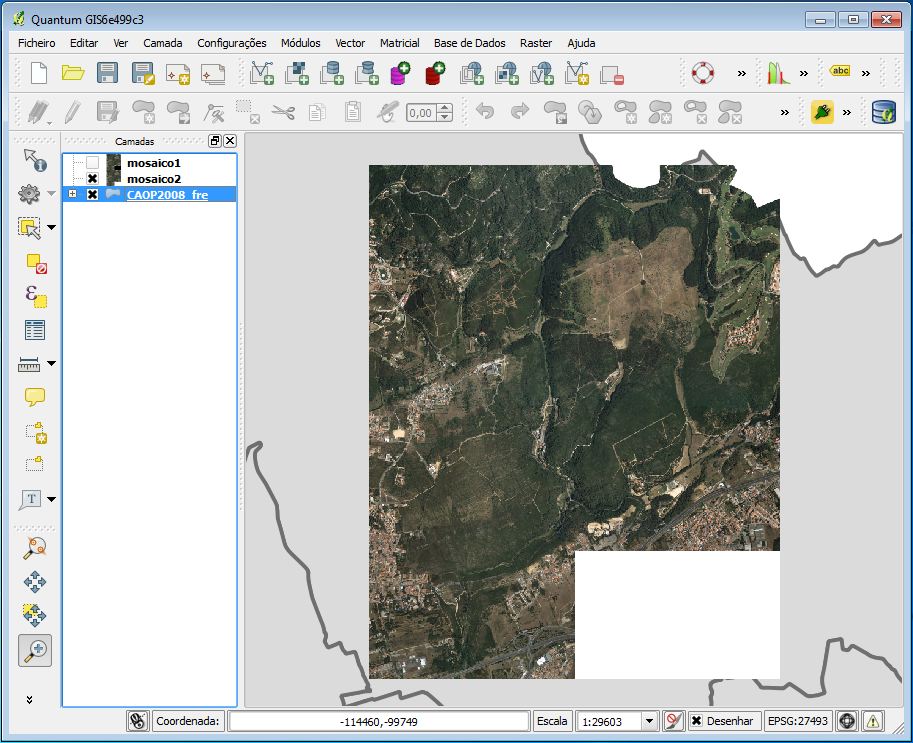 Quantum GIS6e499c3
Ficheiro Editar Ver Camada Configurações Módulos Vector Matricial Base de Dados Raster Ajuda
abc
0,00
Camadas
mosaico1
mosaico2
CAOP2008_fre
ε
T
Coordenada: -114460,-99749 Escala 1:29603 Desenhar EPSG:27493